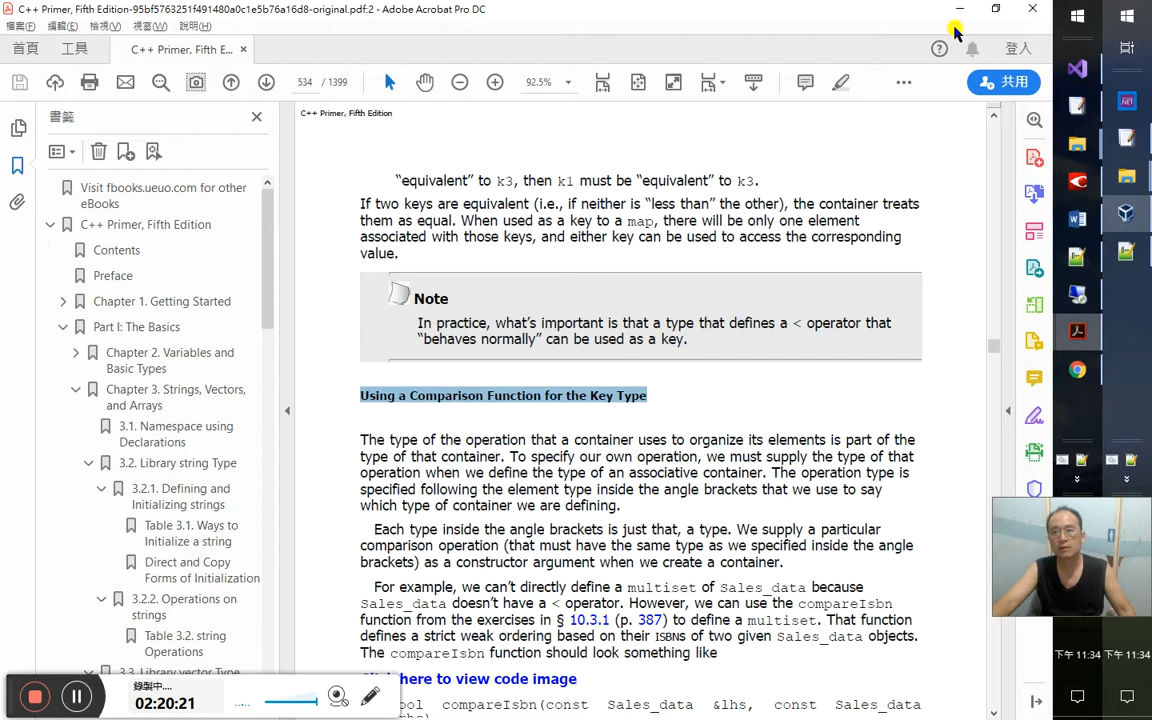 C++ Primer, Fifth Edition-95bf5763251f491480a0c1e5b76a16d8-original.pdf:2 - Adobe Acrobat Pro DC
檔案(F) 編輯(E) 檢視(V) 視窗(W) 說明(H)
首頁 工具 C++ Primer, Fifth E... × 登入
534 / 1399 92.5% 共用
書籤
Visit fbooks.ueuo.com for other
eBooks
C++ Primer, Fifth Edition
Contents
Preface
Chapter 1. Getting Started
Part I: The Basics
Chapter 2. Variables and
Basic Types
Chapter 3. Strings, Vectors,
and Arrays
3.1. Namespace using
Declarations
3.2. Library string Type
3.2.1. Defining and
Initializing strings
Table 3.1. Ways to
Initialize a string
Direct and Copy
Forms of Initialization
3.2.2. Operations on
strings
Table 3.2. string
Operations
3.3. Library vector Type
C++ Primer, Fifth Edition
“equivalent” to k3, then k1 must be “equivalent” to k3.
If two keys are equivalent (i.e., if neither is “less than” the other), the container treats
them as equal. When used as a key to a map, there will be only one element
associated with those keys, and either key can be used to access the corresponding
value.
Note
In practice, what’s important is that a type that defines a < operator that
“behaves normally” can be used as a key.
Using a Comparison Function for the Key Type
The type of the operation that a container uses to organize its elements is part of the
type of that container. To specify our own operation, we must supply the type of that
operation when we define the type of an associative container. The operation type is
specified following the element type inside the angle brackets that we use to say
which type of container we are defining.
Each type inside the angle brackets is just that, a type. We supply a particular
comparison operation (that must have the same type as we specified inside the angle
brackets) as a constructor argument when we create a container.
For example, we can’t directly define a multiset of Sales_data because
Sales_data doesn’t have a < operator. However, we can use the compareIsbn
function from the exercises in § 10.3.1 (p. 387) to define a multiset. That function
defines a strict weak ordering based on their ISBNs of two given Sales_data objects.
The compareIsbn function should look something like
here to view code image
compareIsbn(const Sales_data &lhs, const Sales_data
錄製中....
02:20:21
下午 11:34 下午 11:34